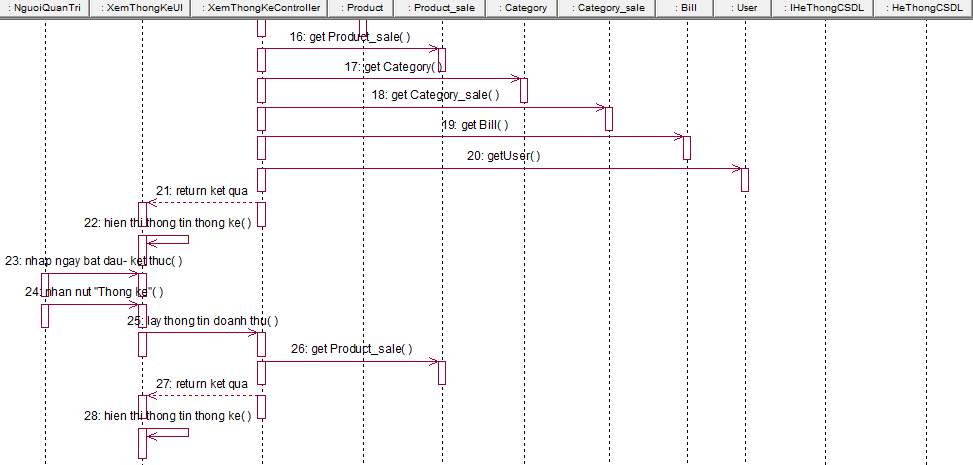 : NguoiQuanTri
: XemThongKeUI
: XemThongKeController
: Product
: Product_sale
: Category
: Category_sale
: Bill
: User
: IHeThongCSDL
: HeThongCSDL
16: get Product_sale( )
17: get Category( )
18: get Category_sale( )
19: get Bill( )
20: getUser( )
21: return ket qua
22: hien thi thong tin thong ke( )
23: nhap ngay bat dau- ket thuc( )
24: nhan nut "Thong ke"( )
25: lay thong tin doanh thu( )
26: get Product_sale( )
27: return ket qua
28: hien thi thong tin thong ke( )